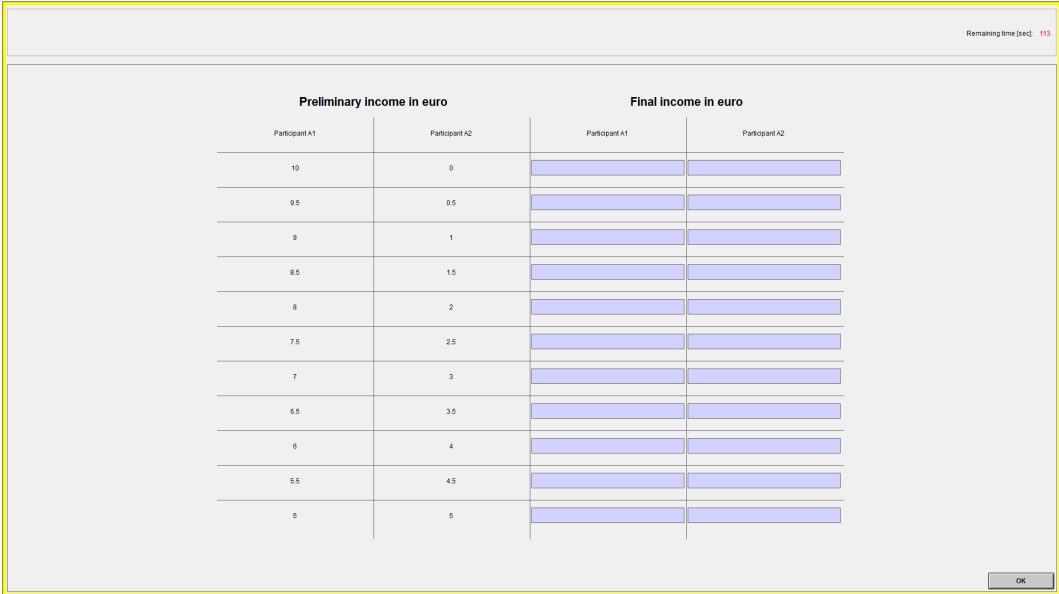 Remaining time [sec]: 113
Preliminary income in euro Final income in euro
Participant A1 Participant A2 Participant A1 Participant A2
10 0
9.5 0.5
9 1
8.5 1.5
8 2
7.5 2.5
7 3
6.5 3.5
6 4
5.5 4.5
5 5
OK